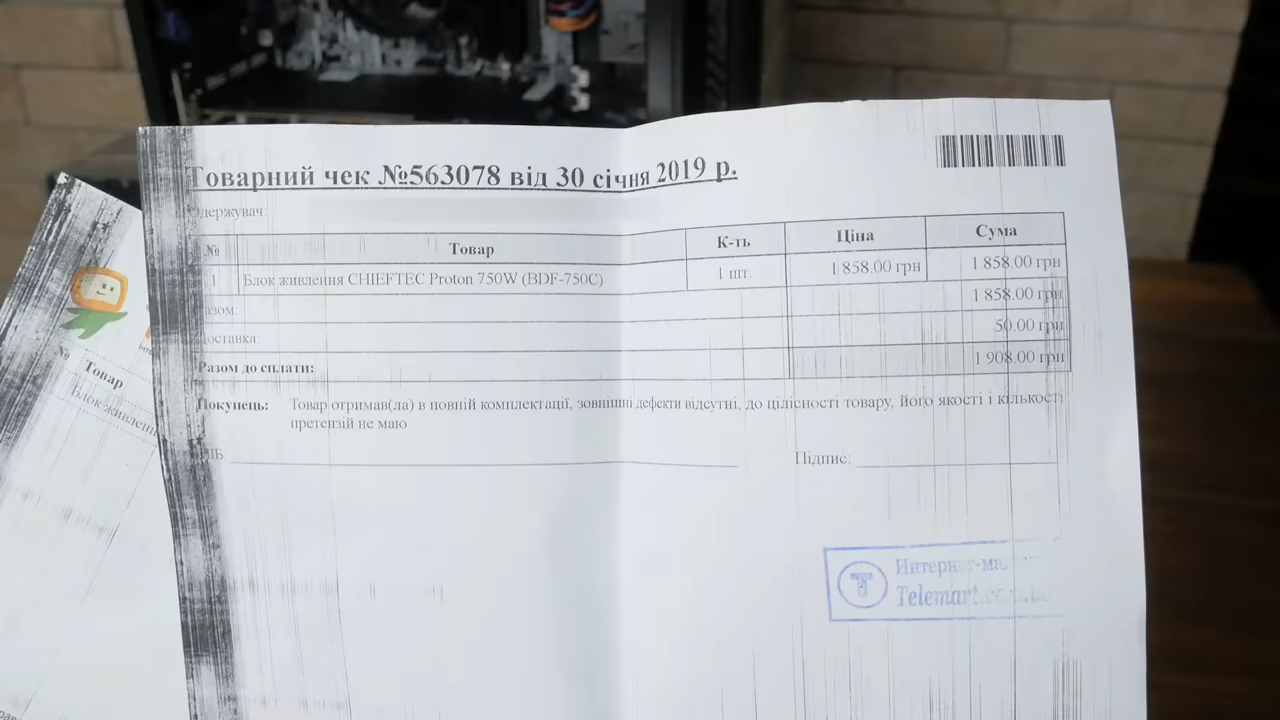 Товарний чек №563078 від 30 січня 2019 р.
Одержувач:
№ Товар К-ть Ціна Сума
1 Блок живлення CHIEFTEC Proton 750W (BDF-750C) 1 шт. 1 858.00 грн 1 858.00 грн
Разом: 1 858.00 грн
Доставка: 50.00 грн
Разом до сплати: 1 908.00 грн
Покупець: Товар отримав(ла) в повній комплектації, зовнішні дефекти відсутні, до цілісності товару, його якості і кількості
претензій не маю
ПІБ: Підпис:
Интернет-ма
Telemart.com.ua
№ Товар
Блок живлення